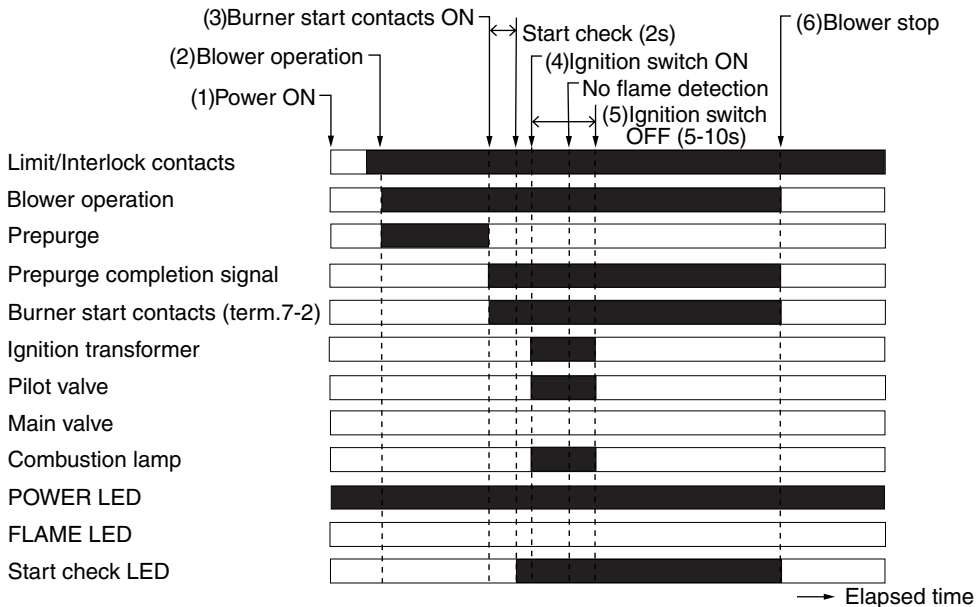 (3)Burner start contacts ON
Start check (2s)
(6)Blower stop
(2)Blower operation
(4)Ignition switch ON
No flame detection
(1)Power ON
(5)Ignition switch
OFF (5-10s)
Limit/Interlock contacts
Blower operation
Prepurge
Prepurge completion signal
Burner start contacts (term.7-2)
Ignition transformer
Pilot valve
Main valve
Combustion lamp
POWER LED
FLAME LED
Start check LED
Elapsed time